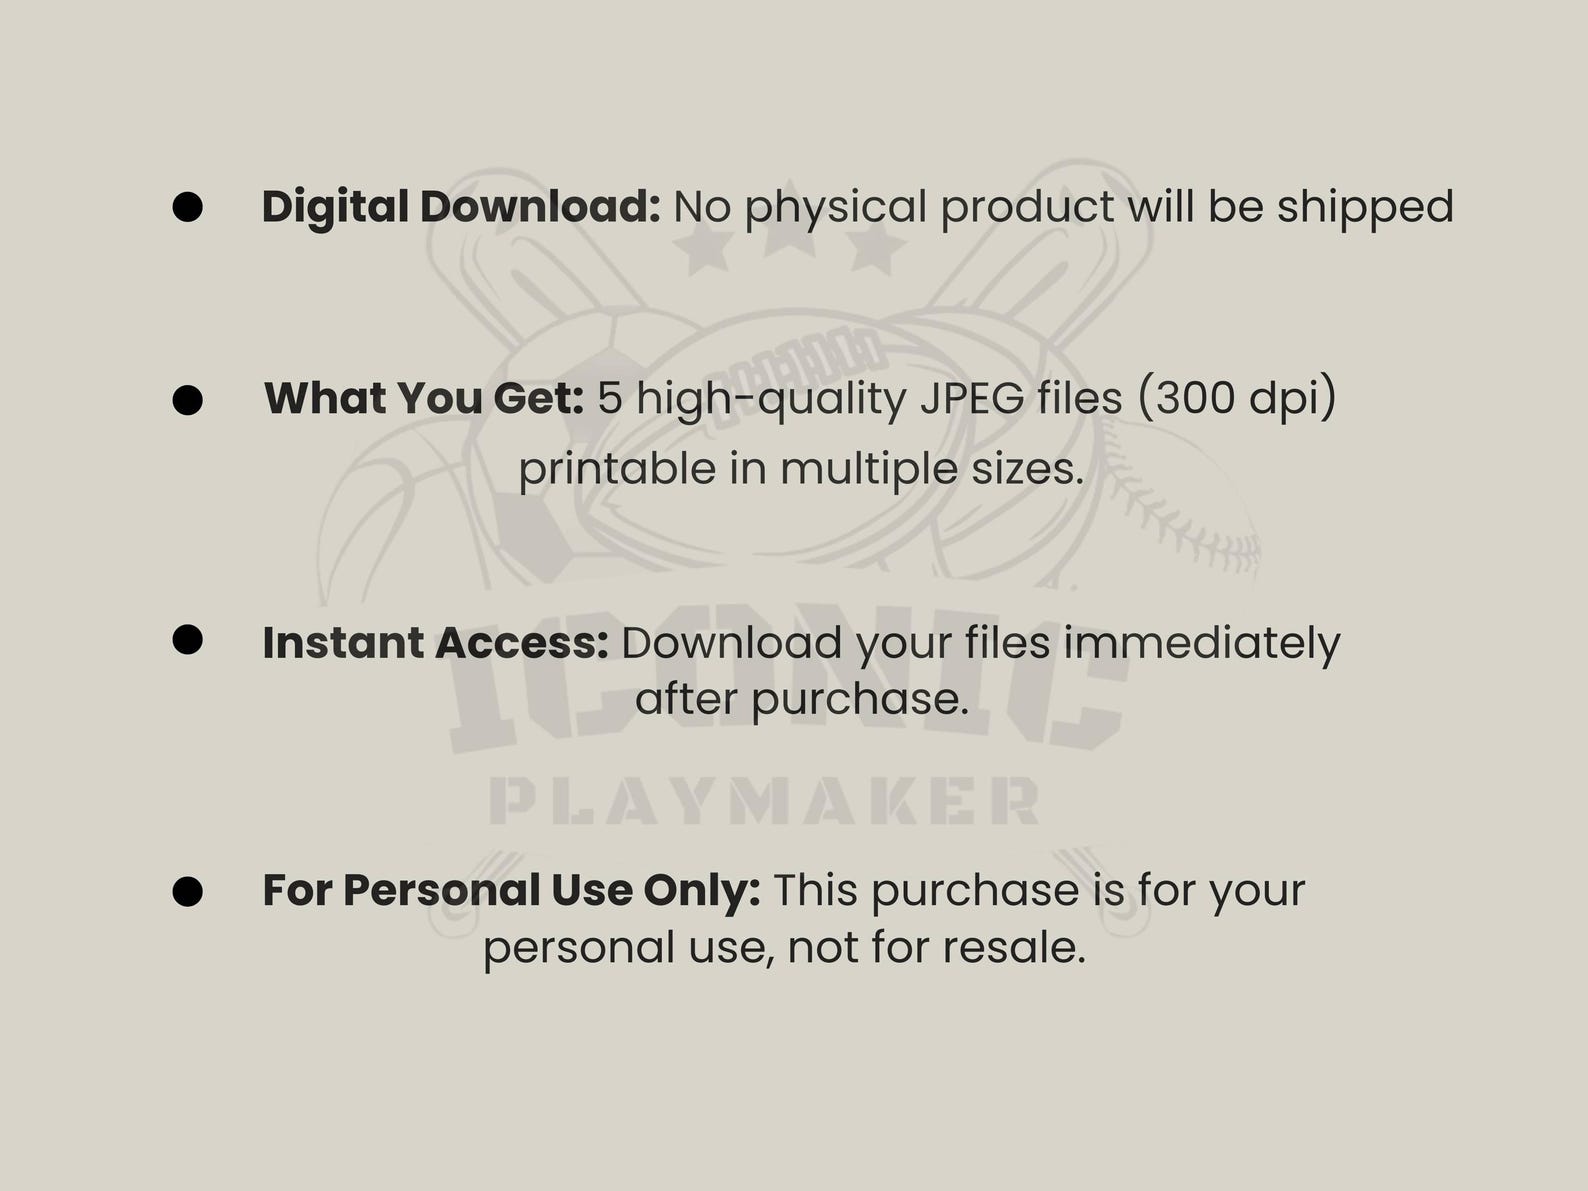 Digital Download: No physical product will be shipped
What You Get: 5 high-quality JPEG files (300 dpi)
printable in multiple sizes.
Instant Access: Download your files immediately
after purchase.
ICONIC
PLAYMAKER
For Personal Use Only: This purchase is for your
personal use, not for resale.